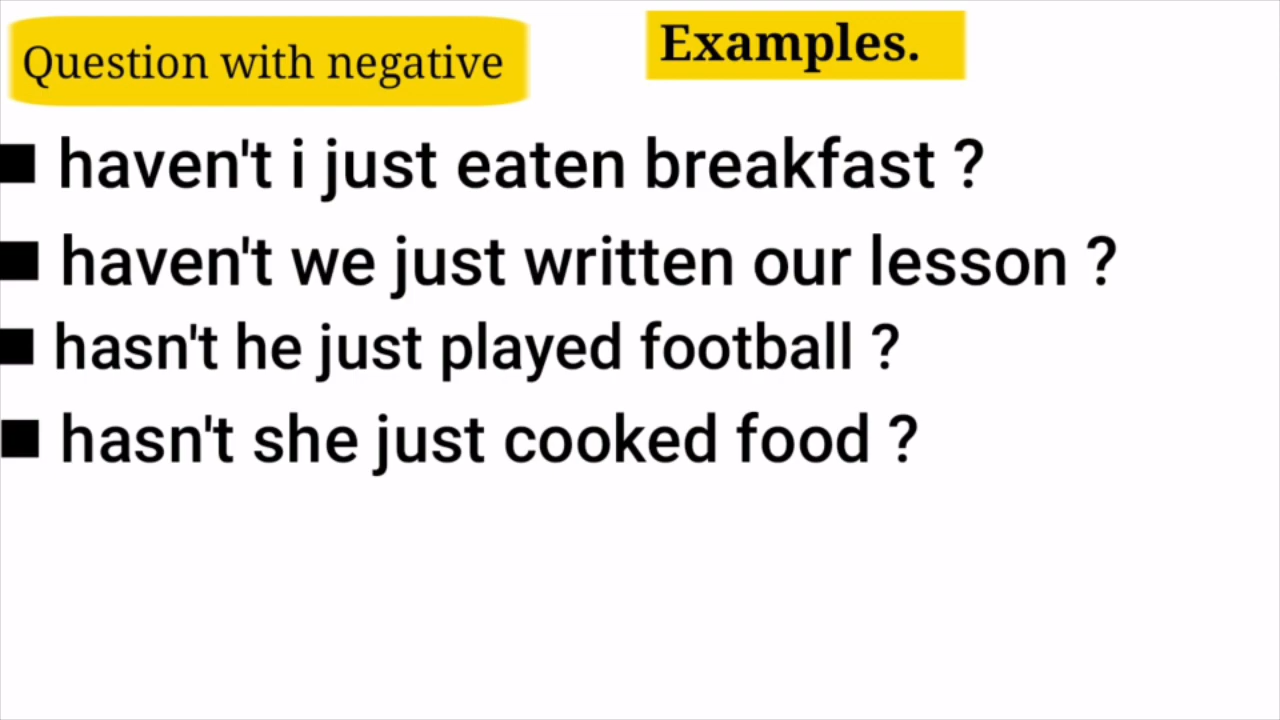 Question with negative
Examples.
haven't i just eaten breakfast ?
haven't we just written our lesson ?
hasn't he just played football ?
hasn't she just cooked food ?